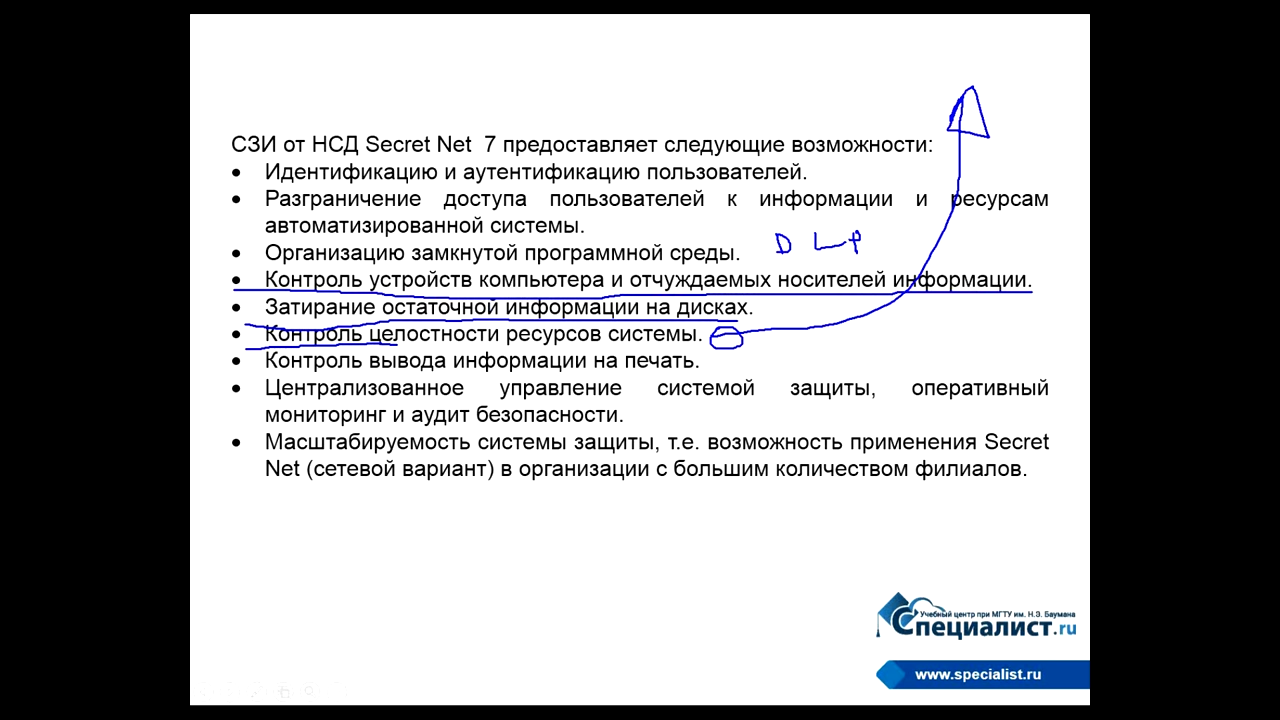 СЗИ от НСД Secret Net 7 предоставляет следующие возможности:
• Идентификацию и аутентификацию пользователей.
• Разграничение доступа пользователей к информации и ресурсам
автоматизированной системы.
• Организацию замкнутой программной среды.
D L P
• Контроль устройств компьютера и отчуждаемых носителей информации.
• Затирание остаточной информации на дисках.
• Контроль целостности ресурсов системы.
• Контроль вывода информации на печать.
• Централизованное управление системой защиты, оперативный
мониторинг и аудит безопасности.
• Масштабируемость системы защиты, т.е. возможность применения Secret
Net (сетевой вариант) в организации с большим количеством филиалов.
Учебный центр при МГТУ им. Н.Э. Баумана
Специалист.ru
www.specialist.ru